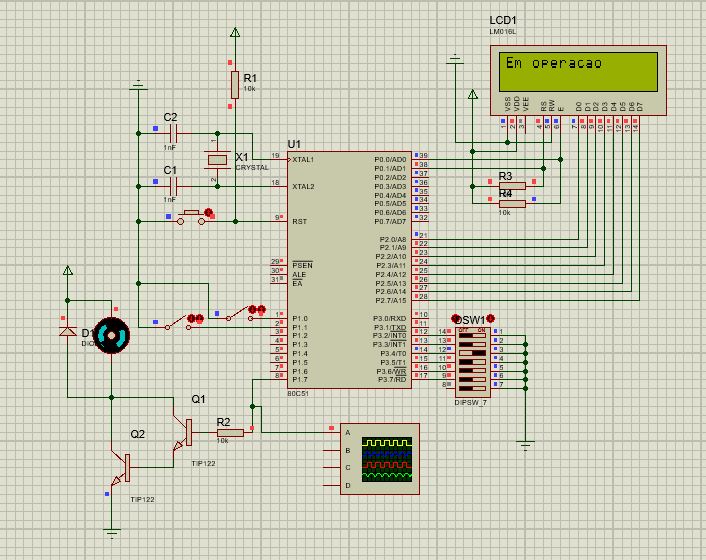 LCD1
LM016L
Em operacao
VSS VDD VEE RS RW E D0 D1 D2 D3 D4 D5 D6 D7
1 2 3 4 5 6 7 8 9 10 11 12 13 14
R1
10k
C2
1nF
C1
1nF
X1
CRYSTAL
1
2
R3
R4
10k
U1
19 XTAL1
18 XTAL2
9 RST
29 PSEN
30 ALE
31 EA
1 P1.0
2 P1.1
3 P1.2
4 P1.3
5 P1.4
6 P1.5
7 P1.6
8 P1.7
P0.0/AD0 39
P0.1/AD1 38
P0.2/AD2 37
P0.3/AD3 36
P0.4/AD4 35
P0.5/AD5 34
P0.6/AD6 33
P0.7/AD7 32
P2.0/A8 21
P2.1/A9 22
P2.2/A10 23
P2.3/A11 24
P2.4/A12 25
P2.5/A13 26
P2.6/A14 27
P2.7/A15 28
P3.0/RXD 10
P3.1/TXD 11
P3.2/INT0 12
P3.3/INT1 13
P3.4/T0 14
P3.5/T1 15
P3.6/WR 16
P3.7/RD 17
80C51
DSW1
OFF ON
14 1
13 2
12 3
11 4
10 5
9 6
8 7
DIPSW_7
D1
Q1
TIP122
R2
10k
Q2
TIP122
A
B
C
D